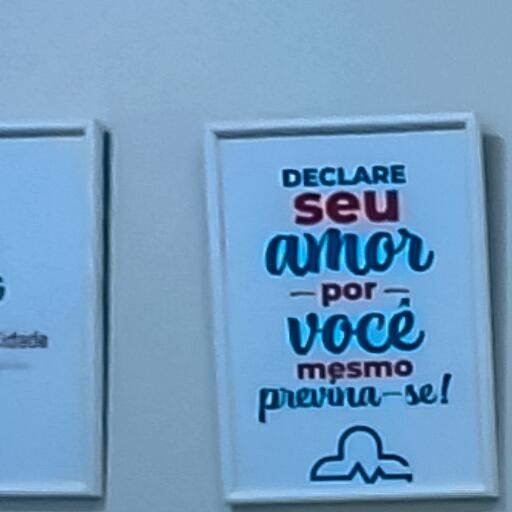 DECLARE
seu
amor
— por —
você
mesmo
previna-se!